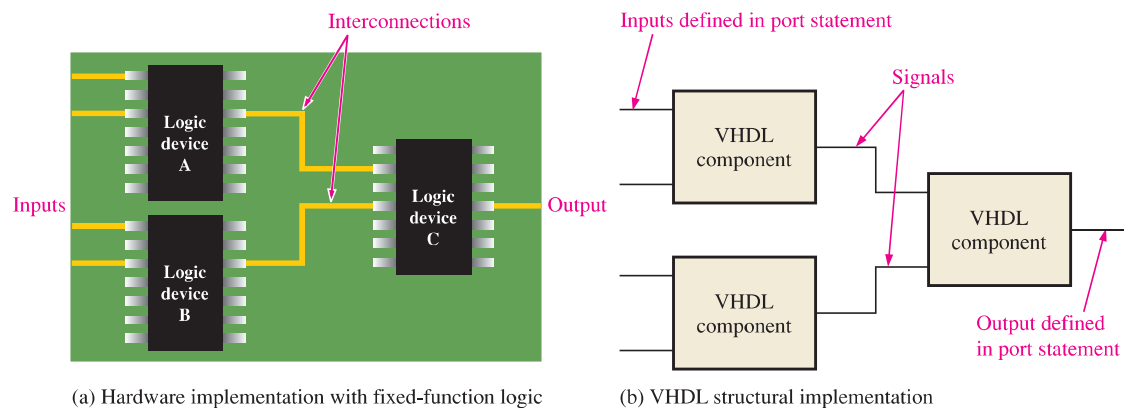 Interconnections
Logic
device
A
Inputs
Logic
device
B
Logic
device
C
Output
(a) Hardware implementation with fixed-function logic
Inputs defined in port statement
Signals
VHDL
component
VHDL
component
VHDL
component
Output defined
in port statement
(b) VHDL structural implementation